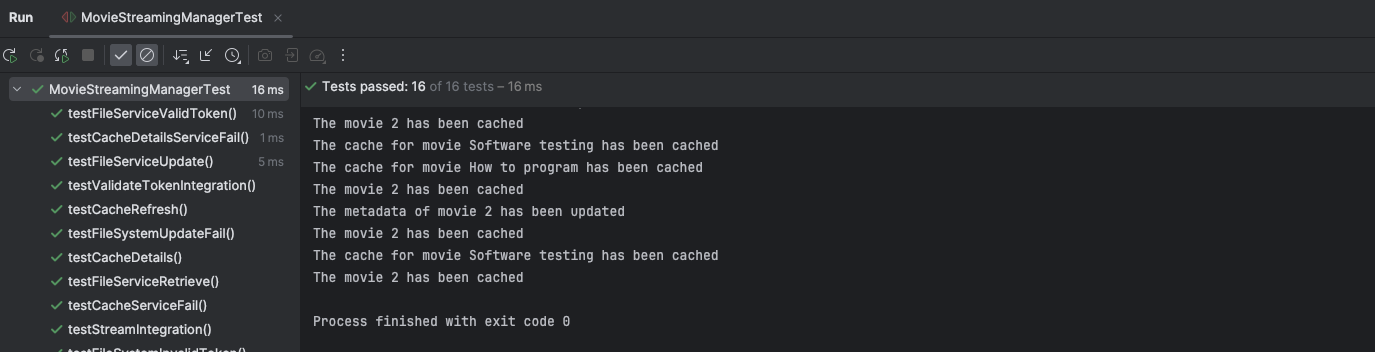 Run MovieStreamingManagerTest
MovieStreamingManagerTest 16 ms
testFileServiceValidToken() 10 ms
testCacheDetailsServiceFail() 1 ms
testFileServiceUpdate() 5 ms
testValidateTokenIntegration()
testCacheRefresh()
testFileSystemUpdateFail()
testCacheDetails()
testFileServiceRetrieve()
testCacheServiceFail()
testStreamIntegration()
testFileSystemInvalidToken()
Tests passed: 16 of 16 tests – 16 ms
The movie 2 has been cached
The cache for movie Software testing has been cached
The cache for movie How to program has been cached
The movie 2 has been cached
The metadata of movie 2 has been updated
The movie 2 has been cached
The cache for movie Software testing has been cached
The movie 2 has been cached
Process finished with exit code 0